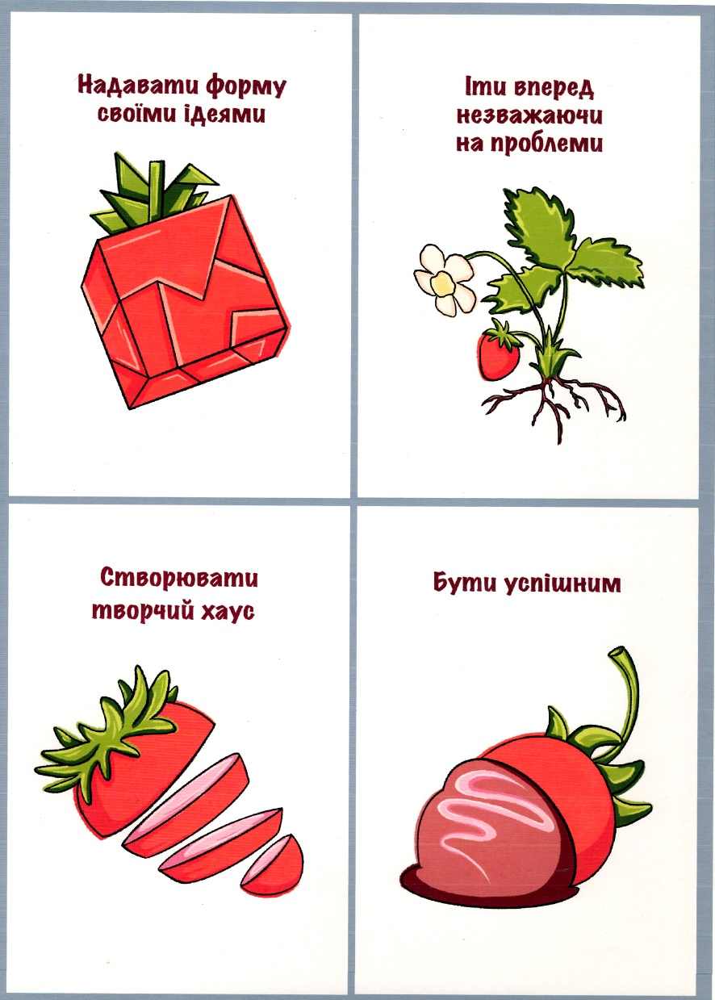 Надавати форму
своїми ідеями
Іти вперед
незважаючи
на проблеми
Створювати
творчий хаус
Бути успішним